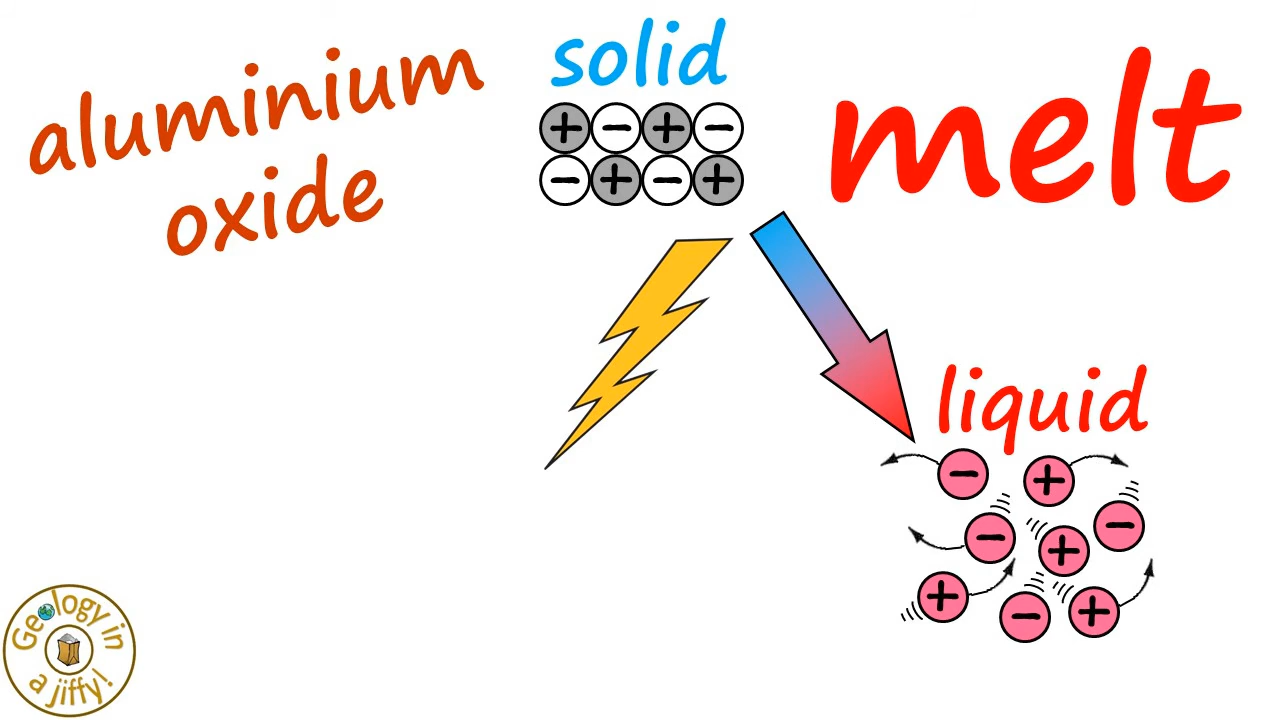 aluminium
oxide
solid
+ − + −
− + − +
melt
liquid
− +
− + −
+ − +
Geology in
a jiffy!